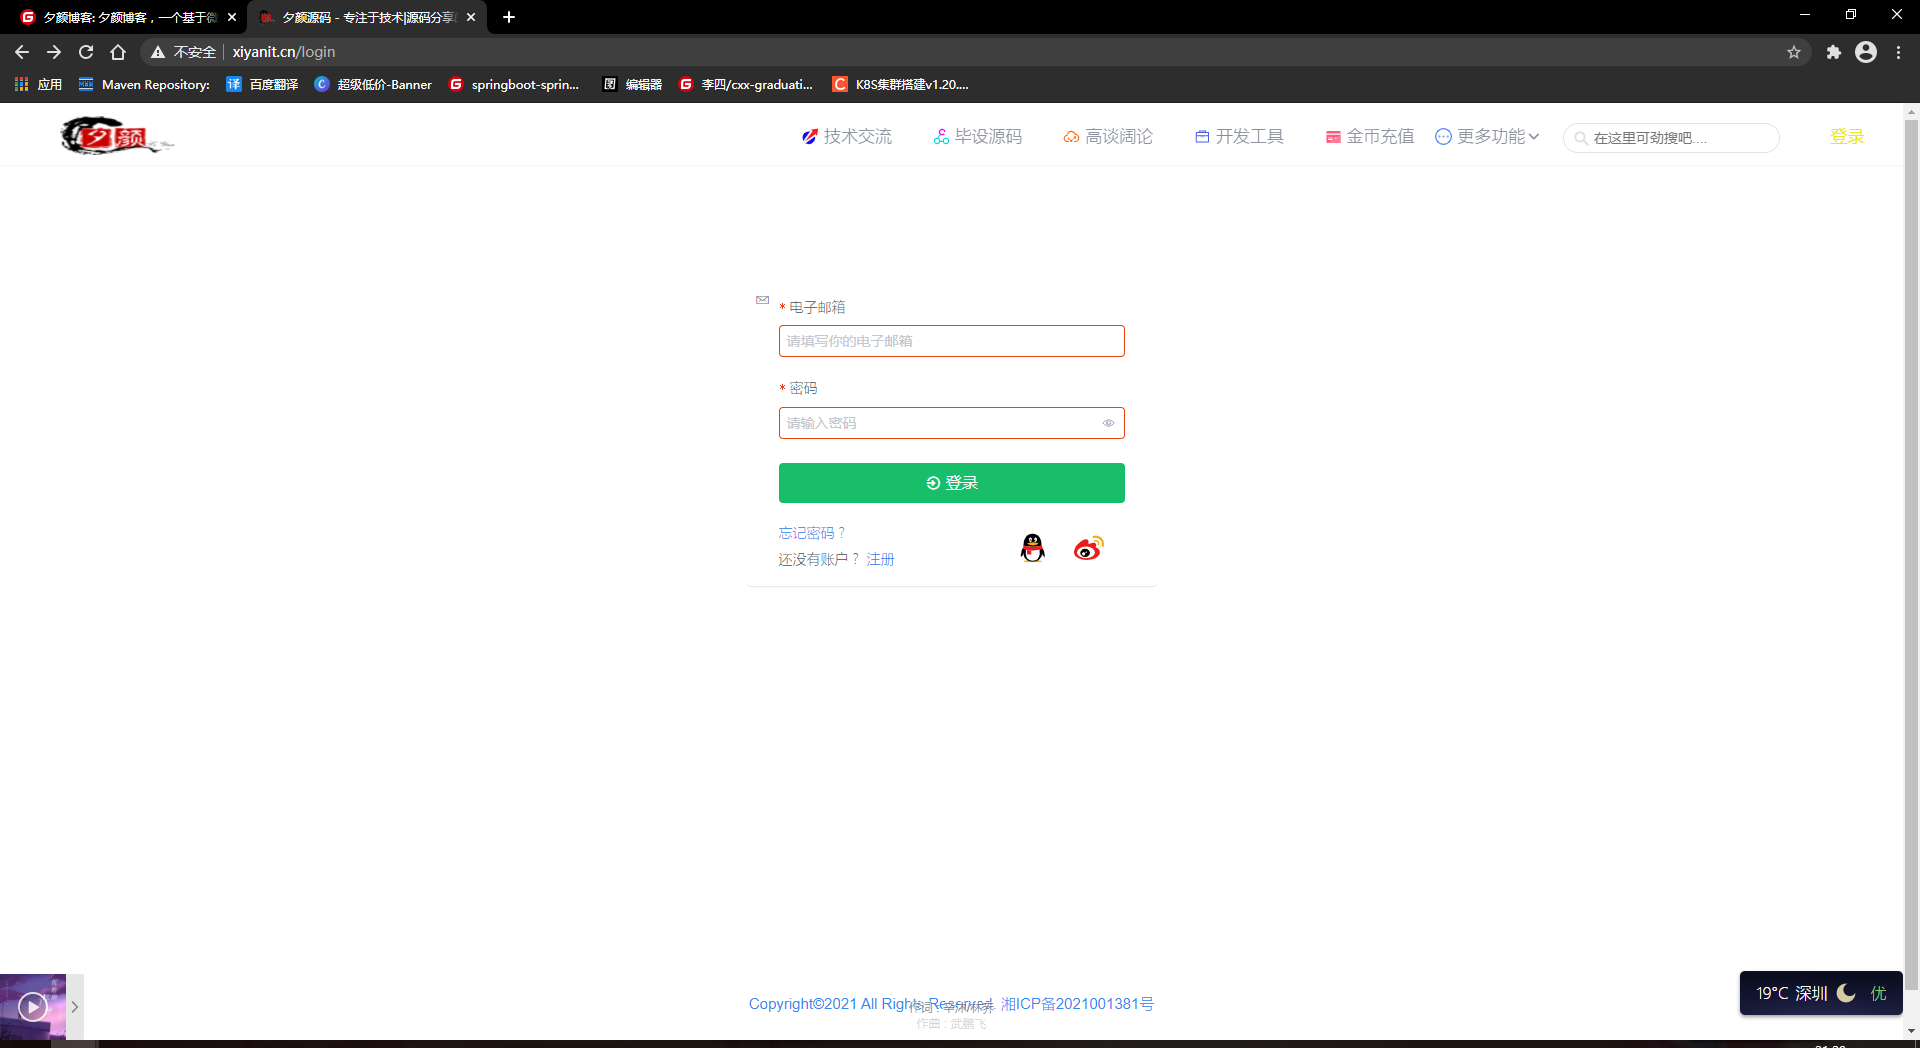 夕颜博客: 夕颜博客，一个基于微
夕颜源码 - 专注于技术|源码分享
不安全
xiyanit.cn/login
应用
Maven Repository:
百度翻译
超级低价-Banner
springboot-sprin...
编辑器
李四/cxx-graduati...
K8S集群搭建v1.20....
夕颜
技术交流
毕设源码
高谈阔论
开发工具
金币充值
更多功能
在这里可劲搜吧....
登录
* 电子邮箱
请填写你的电子邮箱
* 密码
请输入密码
登录
忘记密码？
还没有账户？ 注册
Copyright©2021 All Rights Reserved. 湘ICP备2021001381号
作曲 : 武鹏飞
19°C 深圳 优